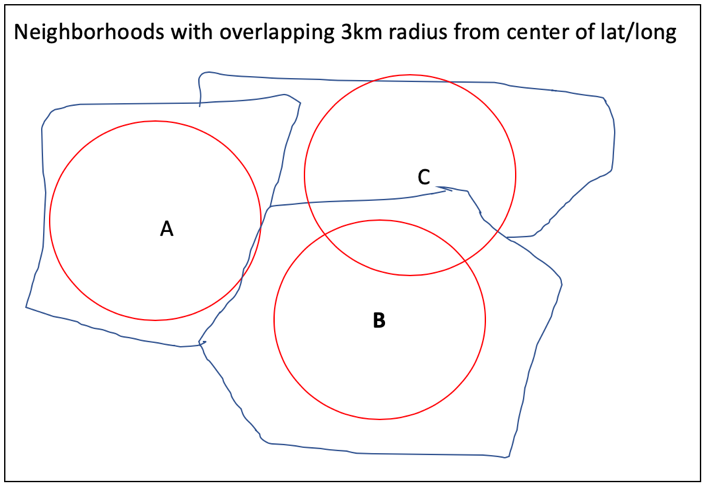 Neighborhoods with overlapping 3km radius from center of lat/long
C
A
B